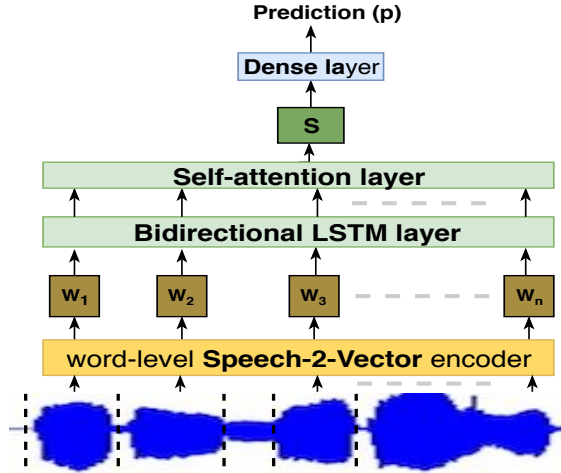 Prediction (p)
Dense layer
S
Self-attention layer
Bidirectional LSTM layer
w1 w2 w3 wn
word-level Speech-2-Vector encoder